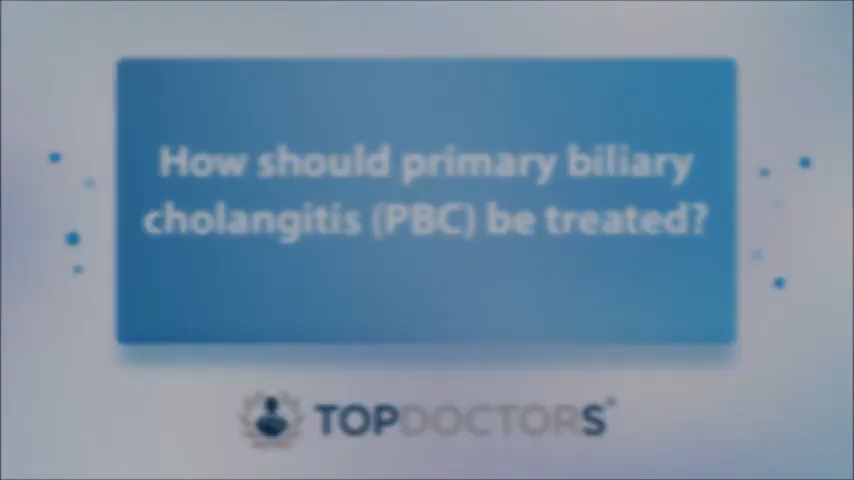 How should primary biliary
cholangitis (PBC) be treated?
TOPDOCTORS